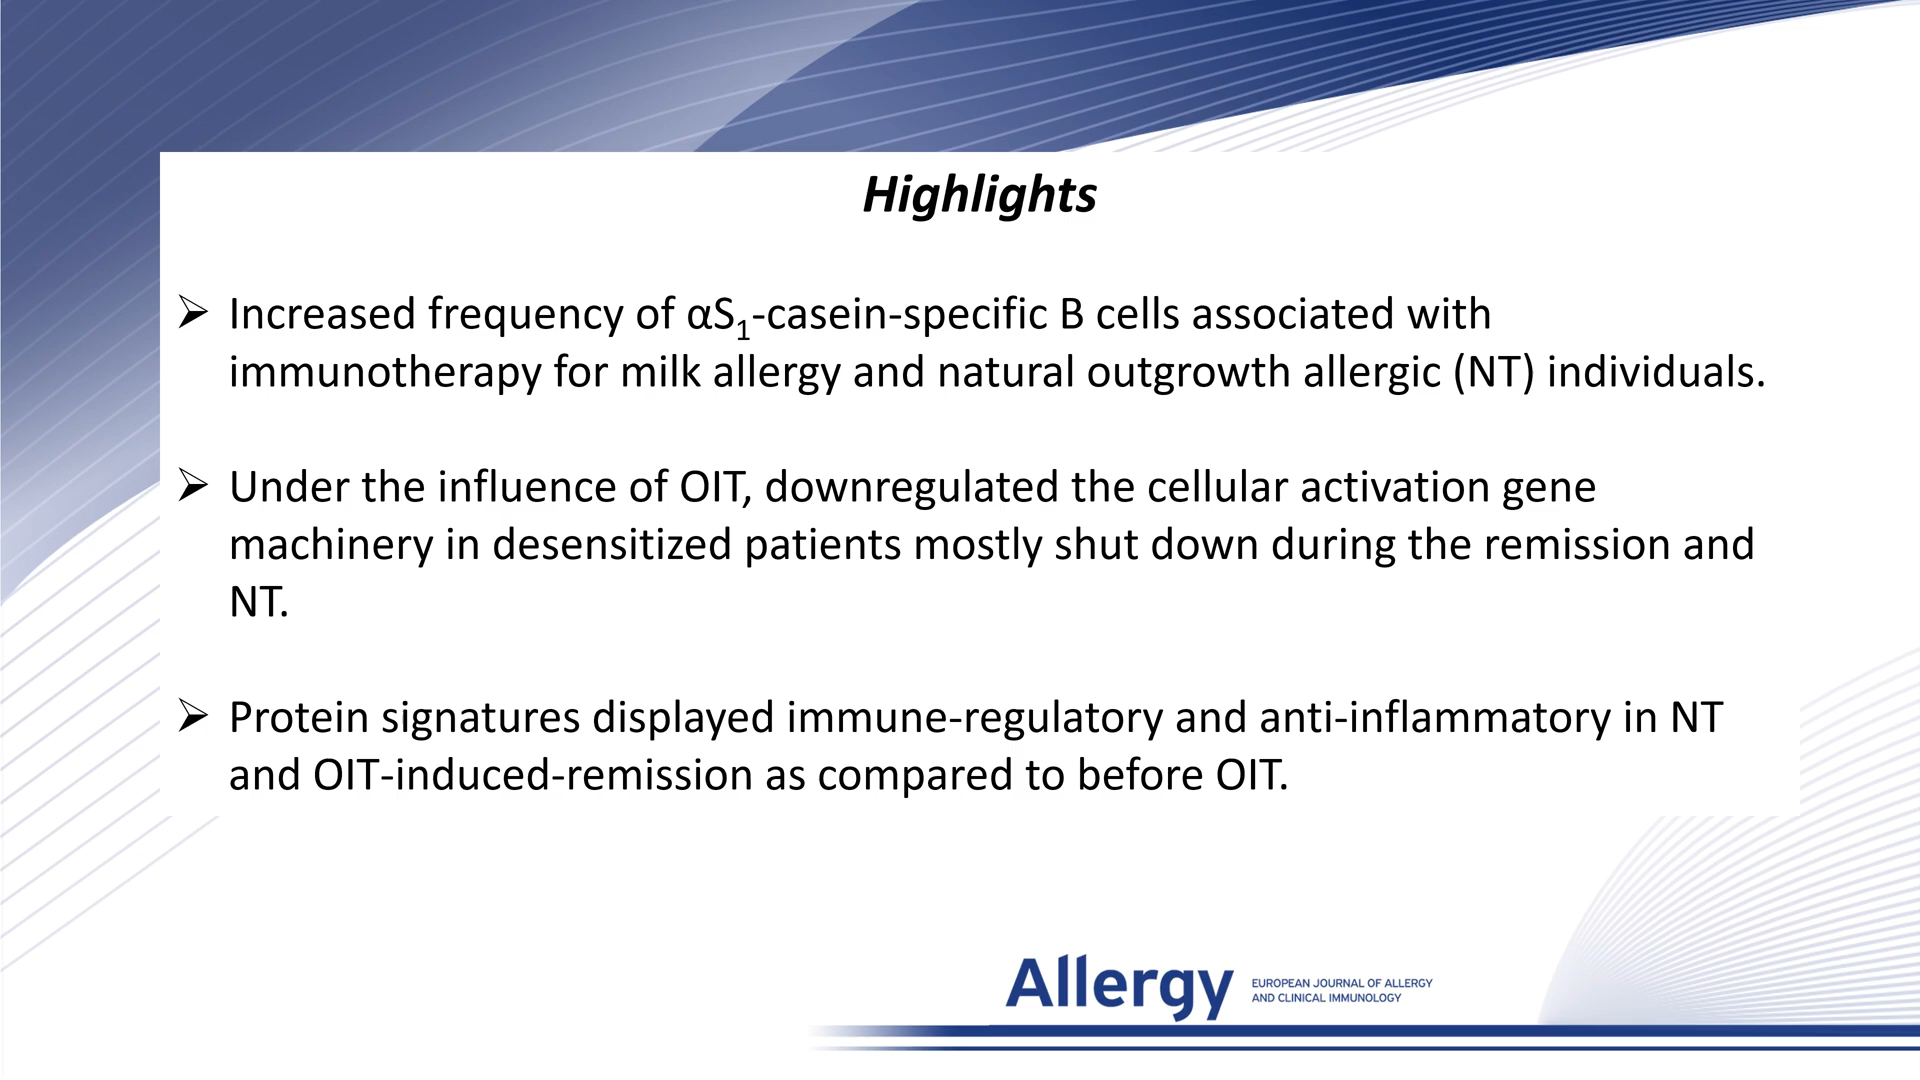 Highlights
➢ Increased frequency of αS₁-casein-specific B cells associated with
immunotherapy for milk allergy and natural outgrowth allergic (NT) individuals.
➢ Under the influence of OIT, downregulated the cellular activation gene
machinery in desensitized patients mostly shut down during the remission and
NT.
➢ Protein signatures displayed immune-regulatory and anti-inflammatory in NT
and OIT-induced-remission as compared to before OIT.
Allergy
EUROPEAN JOURNAL OF ALLERGY
AND CLINICAL IMMUNOLOGY